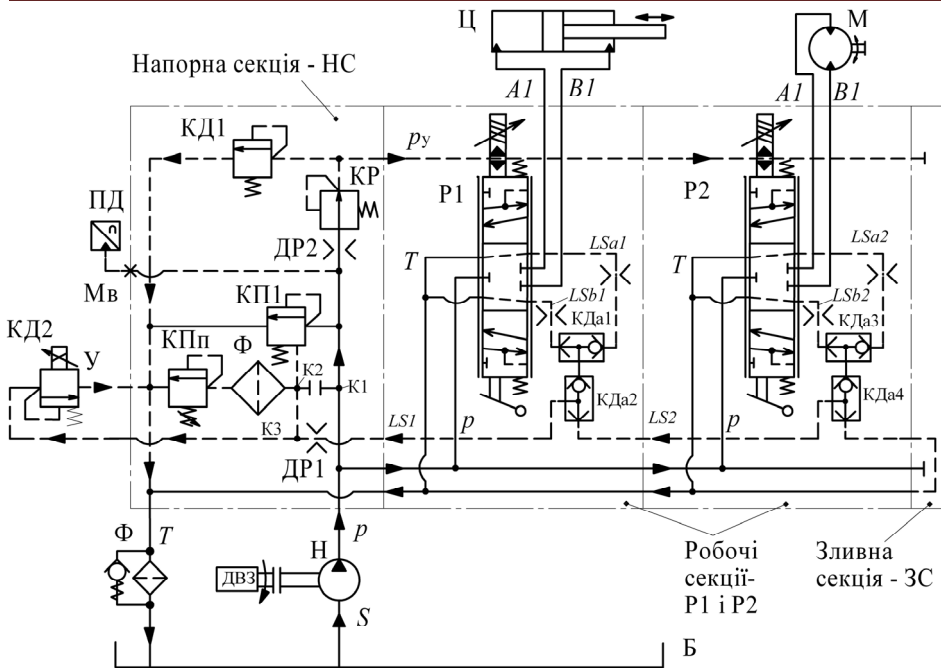 Ц
М
Напорна секція - НС
A1
B1
A1
B1
КД1
pу
КР
ПД
Р1
Р2
ДР2
T
LSa1
T
LSa2
Мв
КП1
LSb1
LSb2
КД2
У
КПп
Ф
КДа1
КДа3
К2
К1
КДа2
КДа4
К3
LS1
p
LS2
p
ДР1
Ф
T
Н
p
ДВЗ
S
Робочі
секції-
Р1 і Р2
Зливна
секція - ЗС
Б